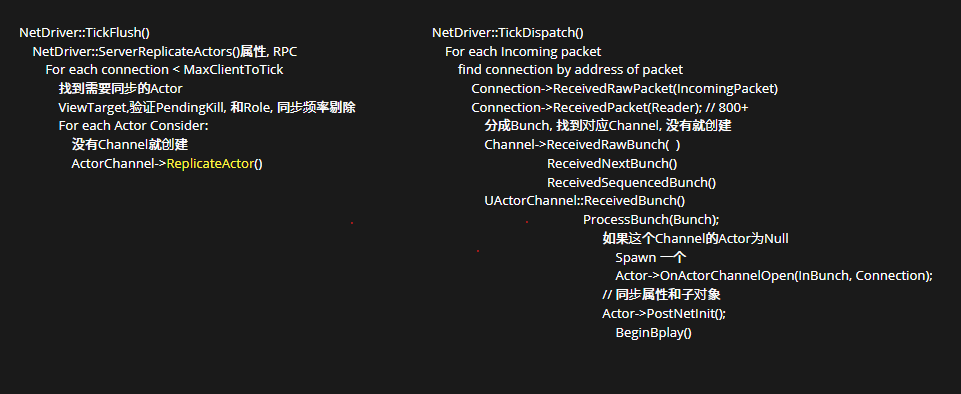 NetDriver::TickFlush()
NetDriver::ServerReplicateActors()属性, RPC
For each connection < MaxClientToTick
找到需要同步的Actor
ViewTarget,验证PendingKill, 和Role, 同步频率剔除
For each Actor Consider:
没有Channel就创建
ActorChannel->ReplicateActor()
NetDriver::TickDispatch()
For each Incoming packet
find connection by address of packet
Connection->ReceivedRawPacket(IncomingPacket)
Connection->ReceivedPacket(Reader); // 800+
分成Bunch, 找到对应Channel, 没有就创建
Channel->ReceivedRawBunch( )
ReceivedNextBunch()
ReceivedSequencedBunch()
UActorChannel::ReceivedBunch()
ProcessBunch(Bunch);
如果这个Channel的Actor为Null
Spawn 一个
Actor->OnActorChannelOpen(InBunch, Connection);
// 同步属性和子对象
Actor->PostNetInit();
BeginBplay()